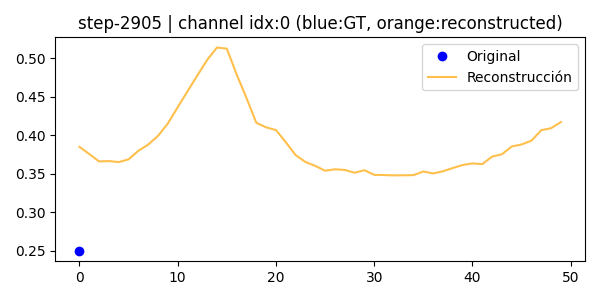 step-2905 | channel idx:0 (blue:GT, orange:reconstructed)
Original
Reconstrucción
0.50
0.45
0.40
0.35
0.30
0.25
0 10 20 30 40 50